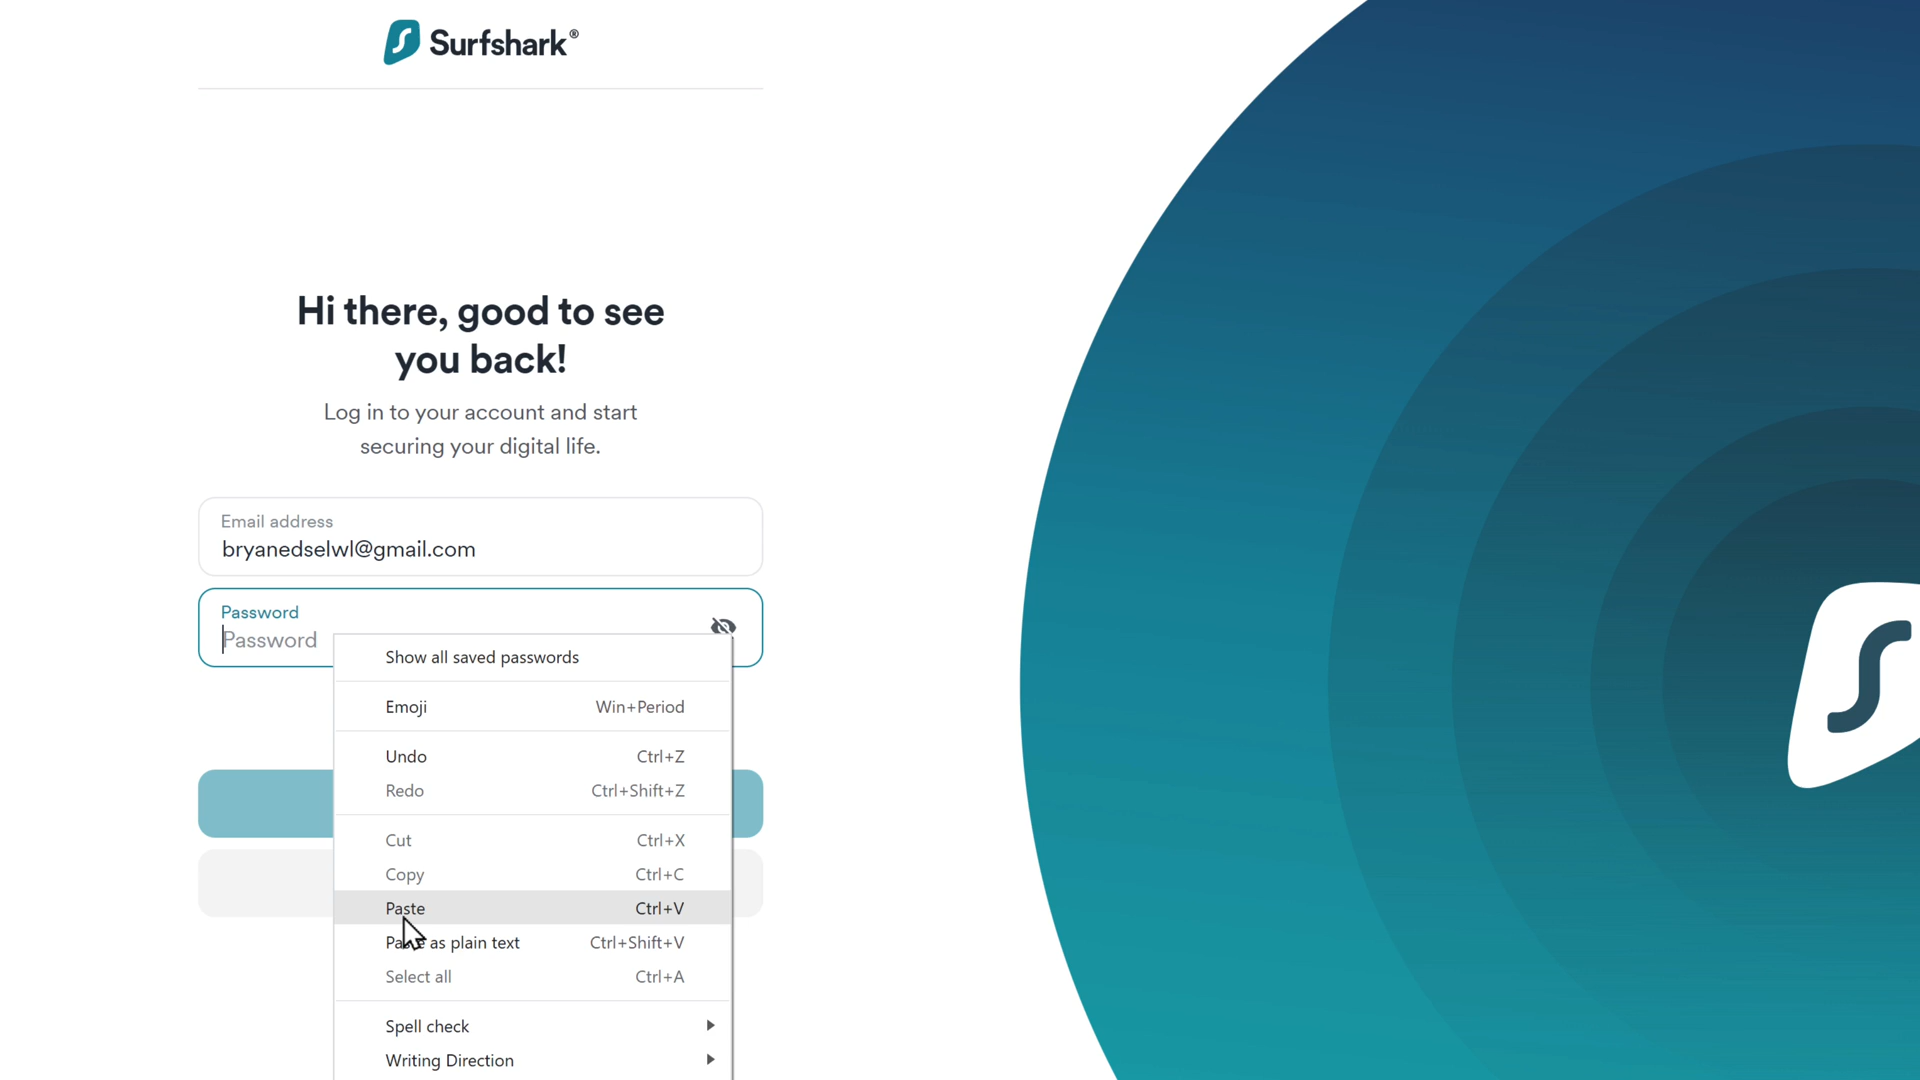 Surfshark®
Hi there, good to see
you back!
Log in to your account and start
securing your digital life.
Email address
bryanedselwl@gmail.com
Password
Password
Show all saved passwords
Emoji Win+Period
Undo Ctrl+Z
Redo Ctrl+Shift+Z
Cut Ctrl+X
Copy Ctrl+C
Paste Ctrl+V
Paste as plain text Ctrl+Shift+V
Select all Ctrl+A
Spell check
Writing Direction